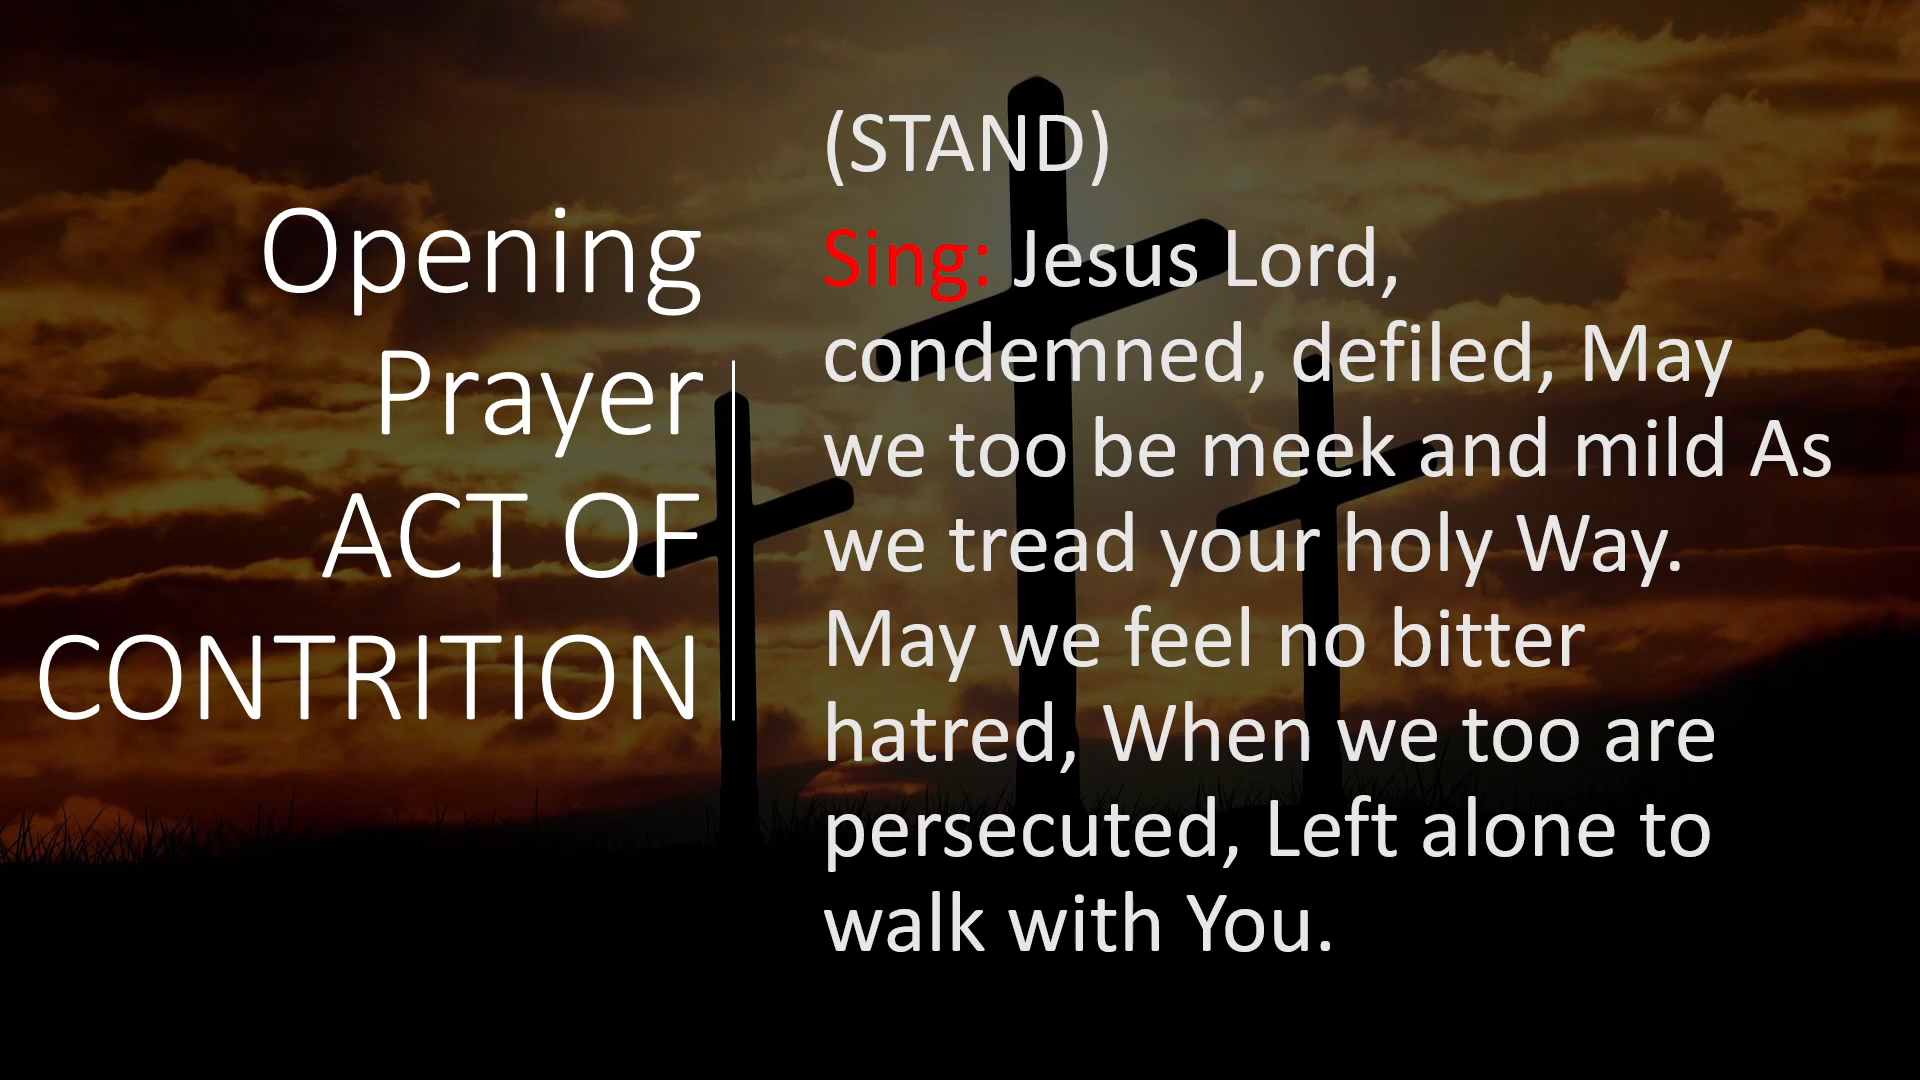 Opening
Prayer
ACT OF
CONTRITION
(STAND)
Sing: Jesus Lord,
condemned, defiled, May
we too be meek and mild As
we tread your holy Way.
May we feel no bitter
hatred, When we too are
persecuted, Left alone to
walk with You.